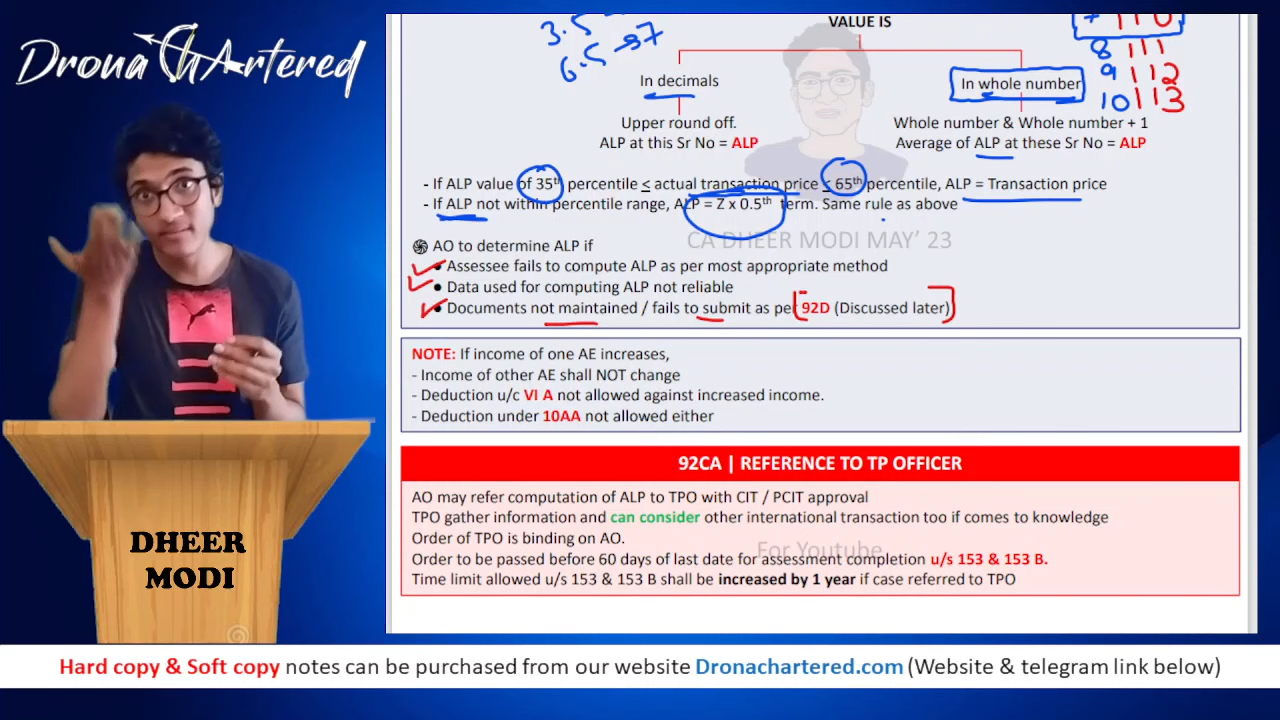 Drona CHArtered
VALUE IS
3.5
6.5 → 7
In decimals
In whole number
8 111
9 112
10 113
Upper round off.
ALP at this Sr No = ALP
Whole number & Whole number + 1
Average of ALP at these Sr No = ALP
- If ALP value of 35th percentile ≤ actual transaction price ≤ 65th percentile, ALP = Transaction price
- If ALP not within percentile range, ALP = Z x 0.5th term. Same rule as above
CA DHEER MODI MAY' 23
AO to determine ALP if
● Assessee fails to compute ALP as per most appropriate method
● Data used for computing ALP not reliable
● Documents not maintained / fails to submit as per 92D (Discussed later)
NOTE: If income of one AE increases,
- Income of other AE shall NOT change
- Deduction u/c VI A not allowed against increased income.
- Deduction under 10AA not allowed either
92CA | REFERENCE TO TP OFFICER
AO may refer computation of ALP to TPO with CIT / PCIT approval
TPO gather information and can consider other international transaction too if comes to knowledge
Order of TPO is binding on AO.
For Youtube
Order to be passed before 60 days of last date for assessment completion u/s 153 & 153 B.
Time limit allowed u/s 153 & 153 B shall be increased by 1 year if case referred to TPO
DHEER
MODI
Hard copy & Soft copy notes can be purchased from our website Dronachartered.com (Website & telegram link below)